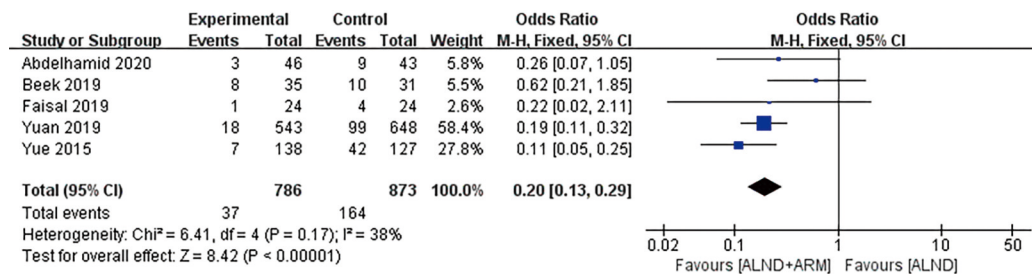 Experimental Control Odds Ratio Odds Ratio
Study or Subgroup Events Total Events Total Weight M-H, Fixed, 95% CI M-H, Fixed, 95% CI
Abdelhamid 2020 3 46 9 43 5.8% 0.26 [0.07, 1.05]
Beek 2019 8 35 10 31 5.5% 0.62 [0.21, 1.85]
Faisal 2019 1 24 4 24 2.6% 0.22 [0.02, 2.11]
Yuan 2019 18 543 99 648 58.4% 0.19 [0.11, 0.32]
Yue 2015 7 138 42 127 27.8% 0.11 [0.05, 0.25]
Total (95% CI) 786 873 100.0% 0.20 [0.13, 0.29]
Total events 37 164
Heterogeneity: Chi² = 6.41, df = 4 (P = 0.17); I² = 38%
Test for overall effect: Z = 8.42 (P < 0.00001)
0.02 0.1 1 10 50
Favours [ALND+ARM] Favours [ALND]